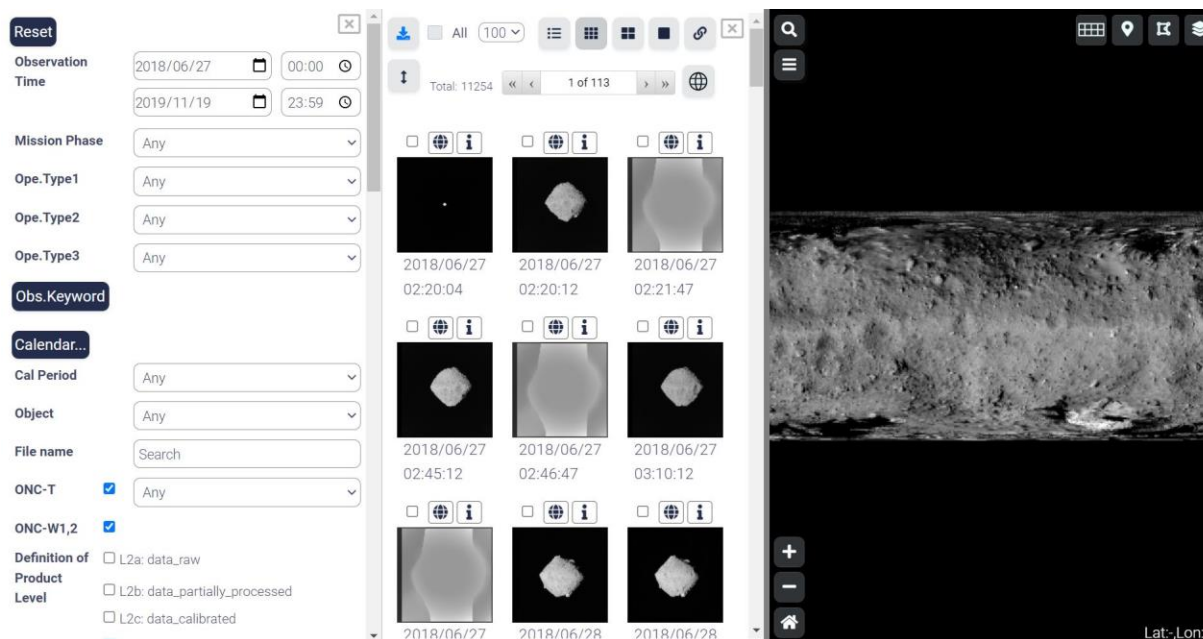 Reset
Observation Time
2018/06/27 00:00
2019/11/19 23:59
Mission Phase Any
Ope.Type1 Any
Ope.Type2 Any
Ope.Type3 Any
Obs.Keyword
Calendar...
Cal Period Any
Object Any
File name Search
ONC-T Any
ONC-W1,2
Definition of Product Level
L2a: data_raw
L2b: data_partially_processed
L2c: data_calibrated
All 100
Total: 11254 « ‹ 1 of 113 › »
2018/06/27 2018/06/27 2018/06/27
02:20:04 02:20:12 02:21:47
2018/06/27 2018/06/27 2018/06/27
02:45:12 02:46:47 03:10:12
2018/06/27 2018/06/28 2018/06/28
Lat:-,Lon